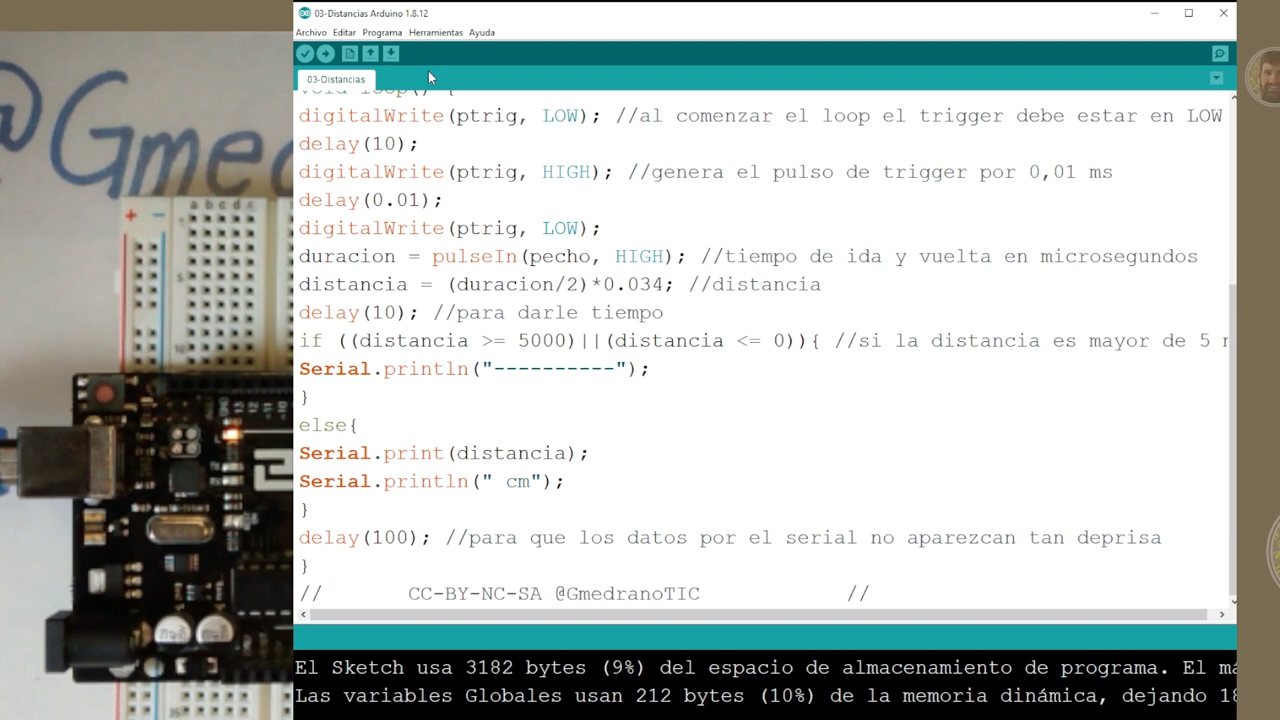 03-Distancias Arduino 1.8.12
Archivo Editar Programa Herramientas Ayuda
03-Distancias
void loop() {
digitalWrite(ptrig, LOW); //al comenzar el loop el trigger debe estar en LOW
delay(10);
digitalWrite(ptrig, HIGH); //genera el pulso de trigger por 0,01 ms
delay(0.01);
digitalWrite(ptrig, LOW);
duracion = pulseIn(pecho, HIGH); //tiempo de ida y vuelta en microsegundos
distancia = (duracion/2)*0.034; //distancia
delay(10); //para darle tiempo
if ((distancia >= 5000)||(distancia <= 0)){ //si la distancia es mayor de 5
Serial.println("----------");
}
else{
Serial.print(distancia);
Serial.println(" cm");
}
delay(100); //para que los datos por el serial no aparezcan tan deprisa
}
// CC-BY-NC-SA @GmedranoTIC //
El Sketch usa 3182 bytes (9%) del espacio de almacenamiento de programa. El
Las variables Globales usan 212 bytes (10%) de la memoria dinámica, dejando
@Gmed
a b c d e
+ -
5
10
15